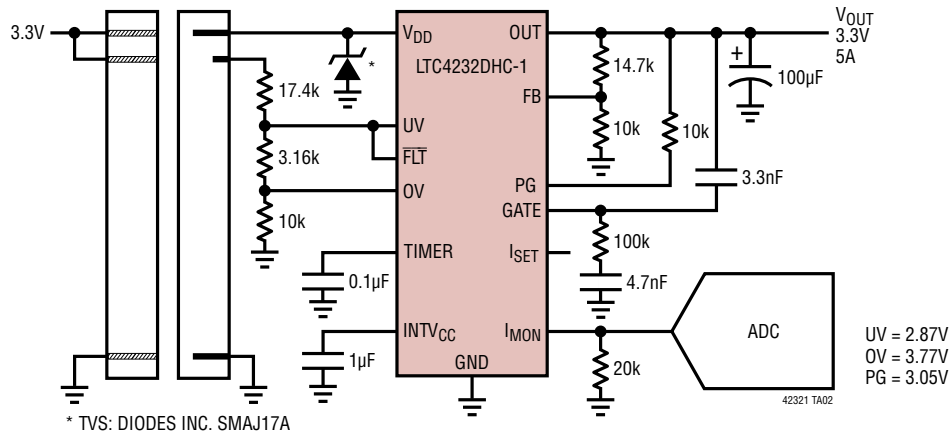 3.3V
V_DD
OUT
V_OUT
3.3V
5A
LTC4232DHC-1
*
+
100µF
17.4k
14.7k
FB
10k
10k
UV
F̅L̅T̅
3.16k
OV
PG
3.3nF
GATE
10k
100k
TIMER
I_SET
0.1µF
4.7nF
INTV_CC
I_MON
ADC
1µF
GND
20k
UV = 2.87V
OV = 3.77V
PG = 3.05V
42321 TA02
* TVS: DIODES INC. SMAJ17A